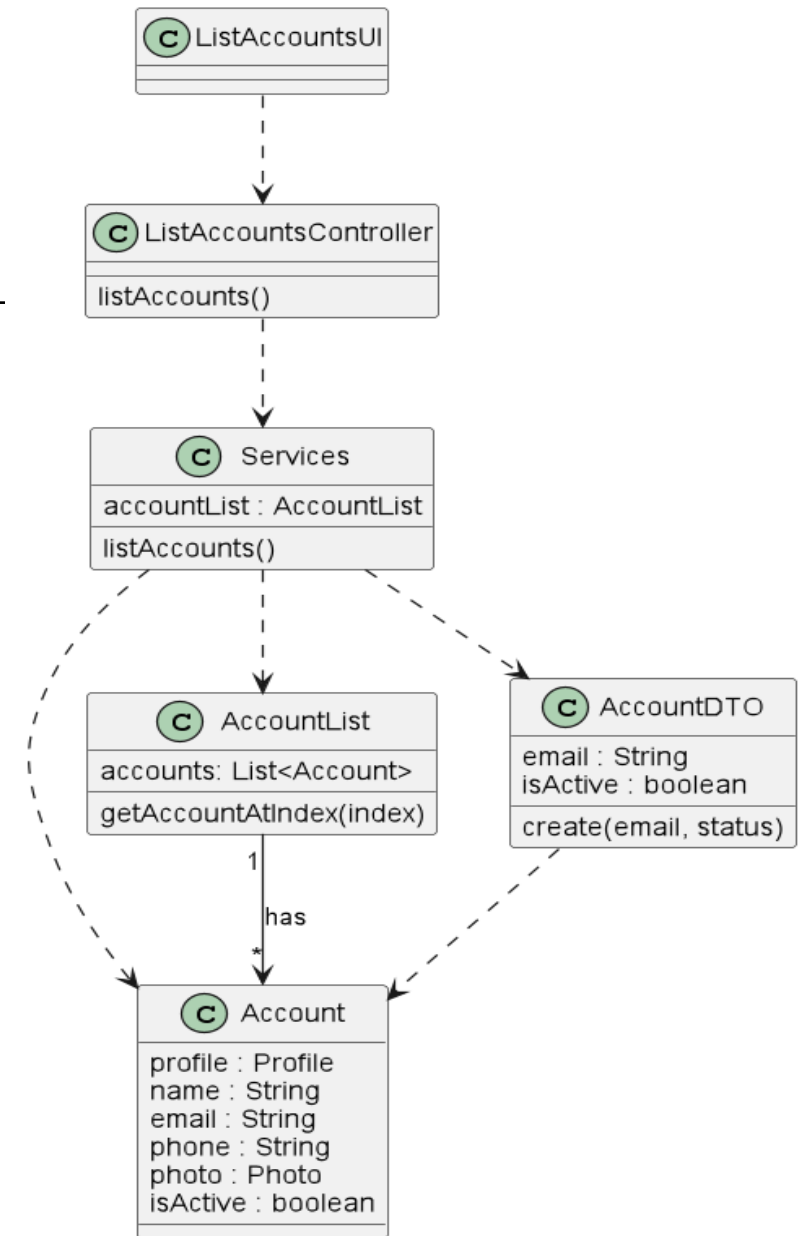 C ListAccountsUI
C ListAccountsController
listAccounts()
C Services
accountList : AccountList
listAccounts()
C AccountList
accounts: List<Account>
getAccountAtIndex(index)
C AccountDTO
email : String
isActive : boolean
create(email, status)
1
has
*
C Account
profile : Profile
name : String
email : String
phone : String
photo : Photo
isActive : boolean